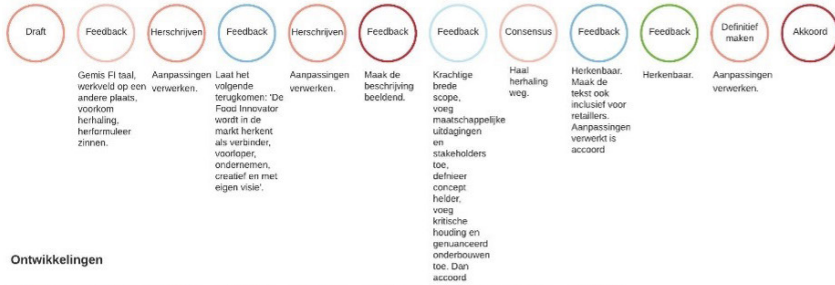 Draft
Feedback
Herschrijven
Feedback
Herschrijven
Feedback
Feedback
Consensus
Feedback
Feedback
Definitief
maken
Akkoord
Gemis FI taal,
werkveld op een
andere plaats,
voorkom
herhaling,
herformuleer
zinnen.
Aanpassingen
verwerken.
Laat het
volgende
terugkomen: 'De
Food Innovator
wordt in de
markt herkent
als verbinder,
voorloper,
ondernemen,
creatief en met
eigen visie'.
Aanpassingen
verwerken.
Maak de
beschrijving
beeldend.
Krachtige
brede
scope,
voeg
maatschappelijke
uitdagingen
en
stakeholders
toe,
defnieer
concept
helder,
voeg
kritische
houding en
genuanceerd
onderbouwen
toe. Dan
accoord
Haal
herhaling
weg.
Herkenbaar.
Maak de
tekst ook
inclusief voor
retaillers.
Aanpassingen
verwerkt is
accoord
Herkenbaar.
Aanpassingen
verwerken.
Ontwikkelingen